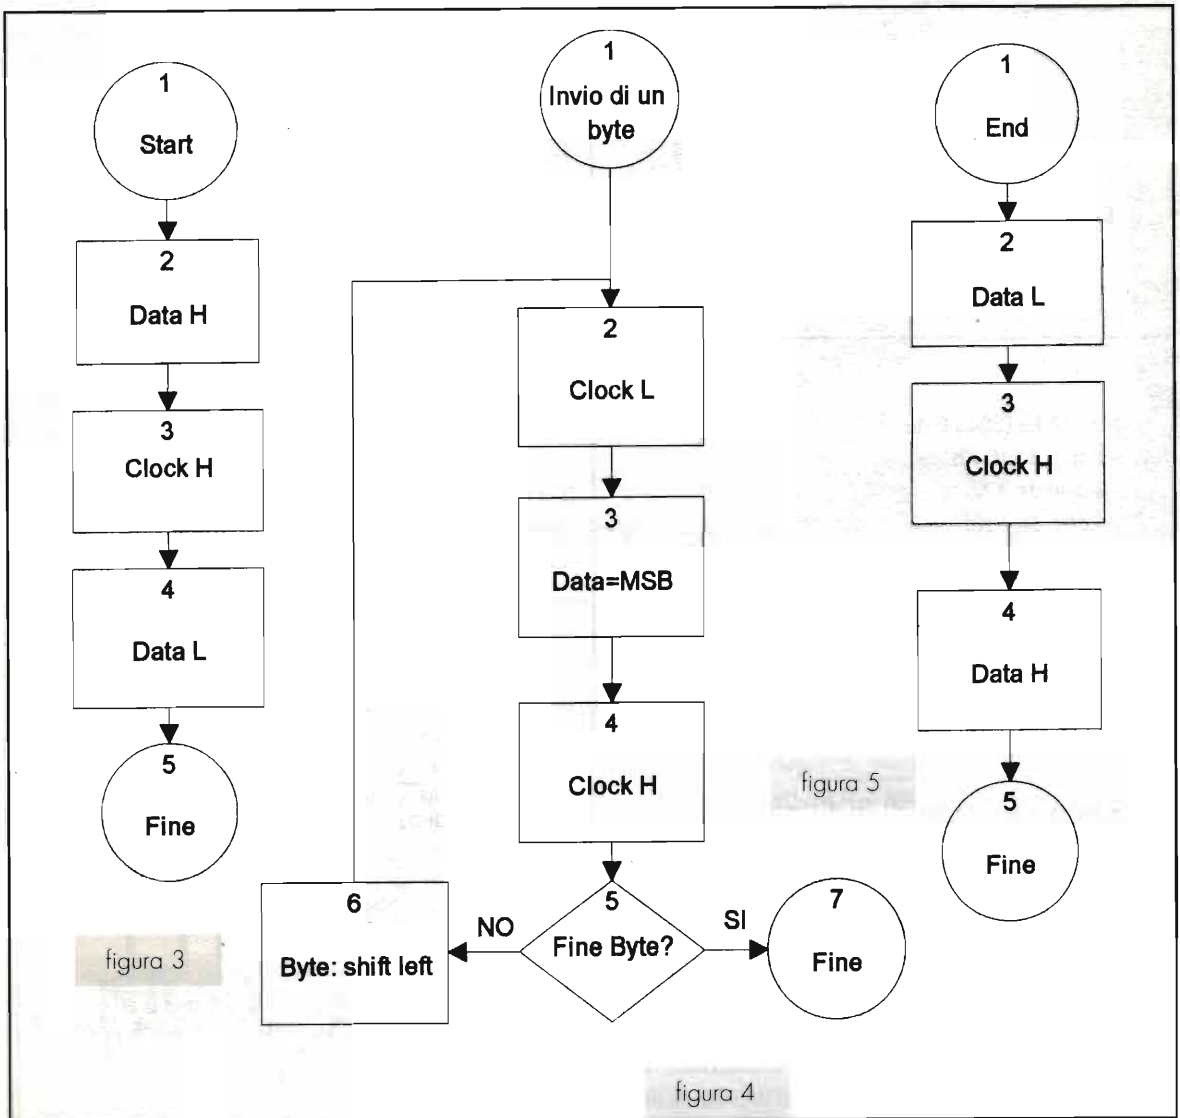 1
Start
2
Data H
3
Clock H
4
Data L
5
Fine
figura 3
1
Invio di un
byte
2
Clock L
3
Data=MSB
4
Clock H
5
Fine Byte?
NO
SI
6
Byte: shift left
7
Fine
figura 4
1
End
2
Data L
3
Clock H
4
Data H
5
Fine
figura 5